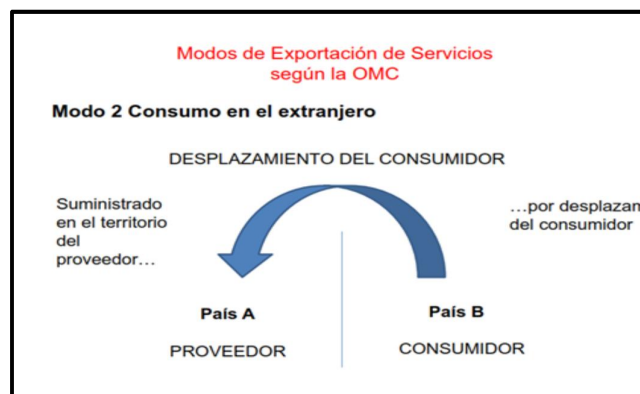 Modos de Exportación de Servicios
según la OMC
Modo 2 Consumo en el extranjero
DESPLAZAMIENTO DEL CONSUMIDOR
Suministrado
en el territorio
del
proveedor…
…por desplazam
del consumidor
País A
País B
PROVEEDOR
CONSUMIDOR